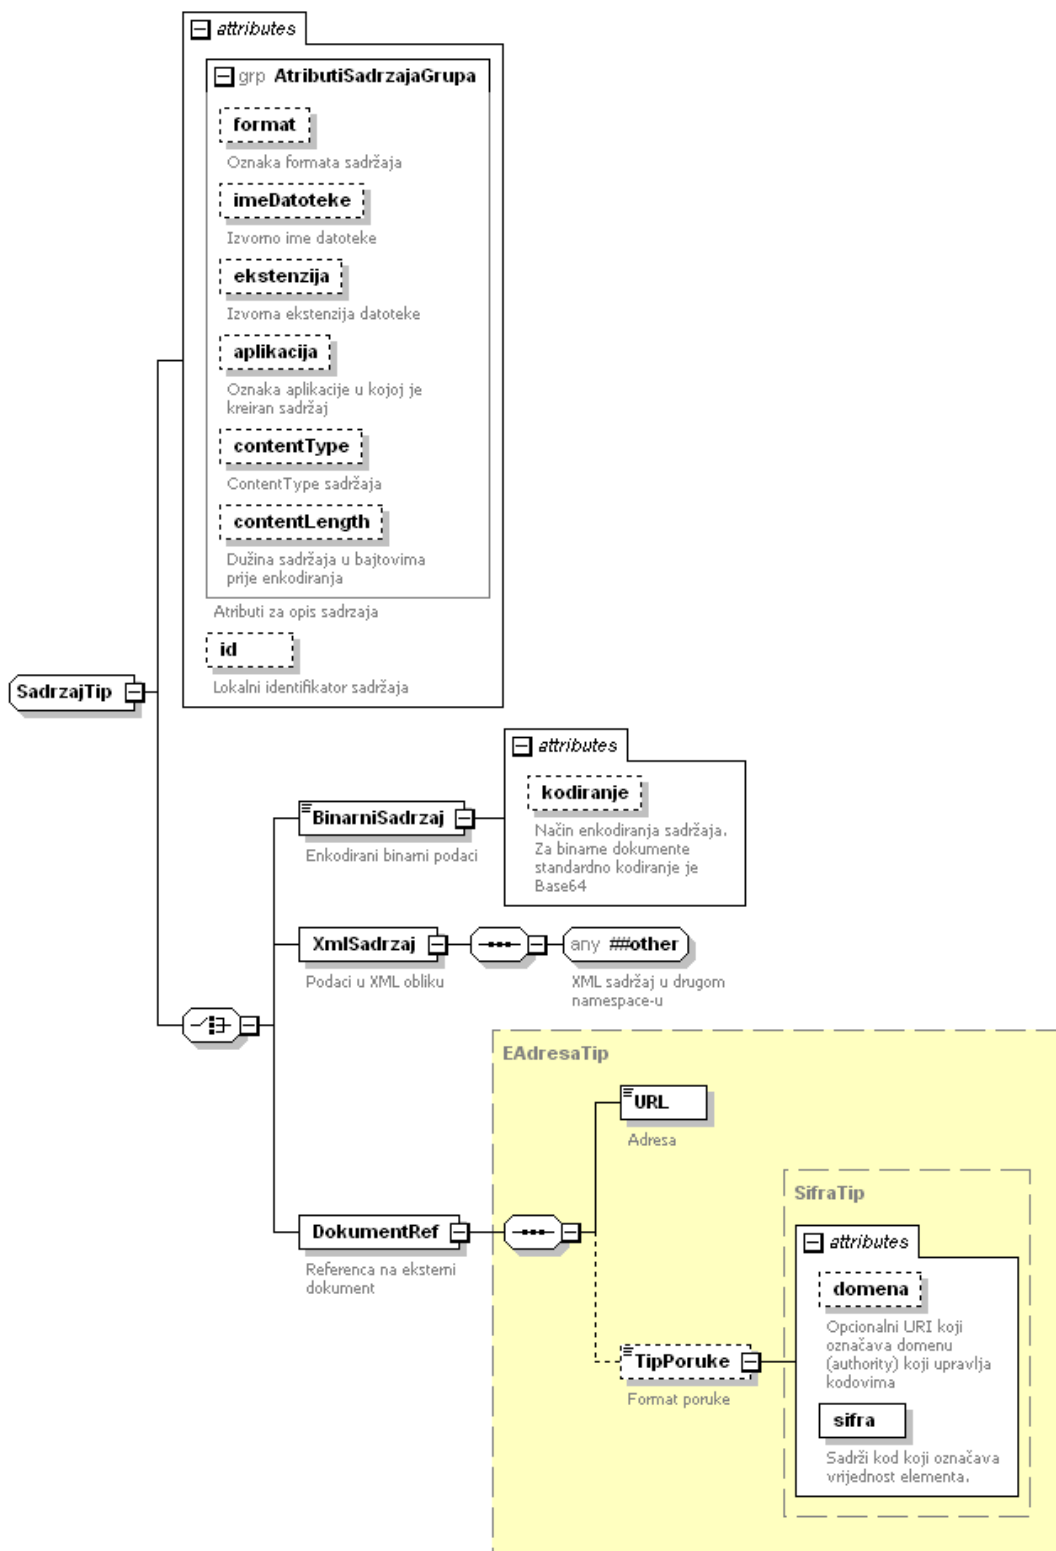 attributes
grp AtributiSadrzajaGrupa
format
Oznaka formata sadržaja
imeDatoteke
Izvorno ime datoteke
ekstenzija
Izvorna ekstenzija datoteke
aplikacija
Oznaka aplikacije u kojoj je
kreiran sadržaj
contentType
ContentType sadržaja
contentLength
Dužina sadržaja u bajtovima
prije enkodiranja
Atributi za opis sadrzaja
id
Lokalni identifikator sadržaja
SadrzajTip
attributes
kodiranje
Način enkodiranja sadržaja.
Za binarne dokumente
standardno kodiranje je
Base64
BinarniSadrzaj
Enkodirani binarni podaci
XmlSadrzaj
Podaci u XML obliku
any ##other
XML sadržaj u drugom
namespace-u
EAdresaTip
URL
Adresa
DokumentRef
Referenca na eksterni
dokument
SifraTip
attributes
domena
Opcionalni URI koji
označava domenu
(authority) koji upravlja
kodovima
TipPoruke
Format poruke
sifra
Sadrži kod koji označava
vrijednost elementa.